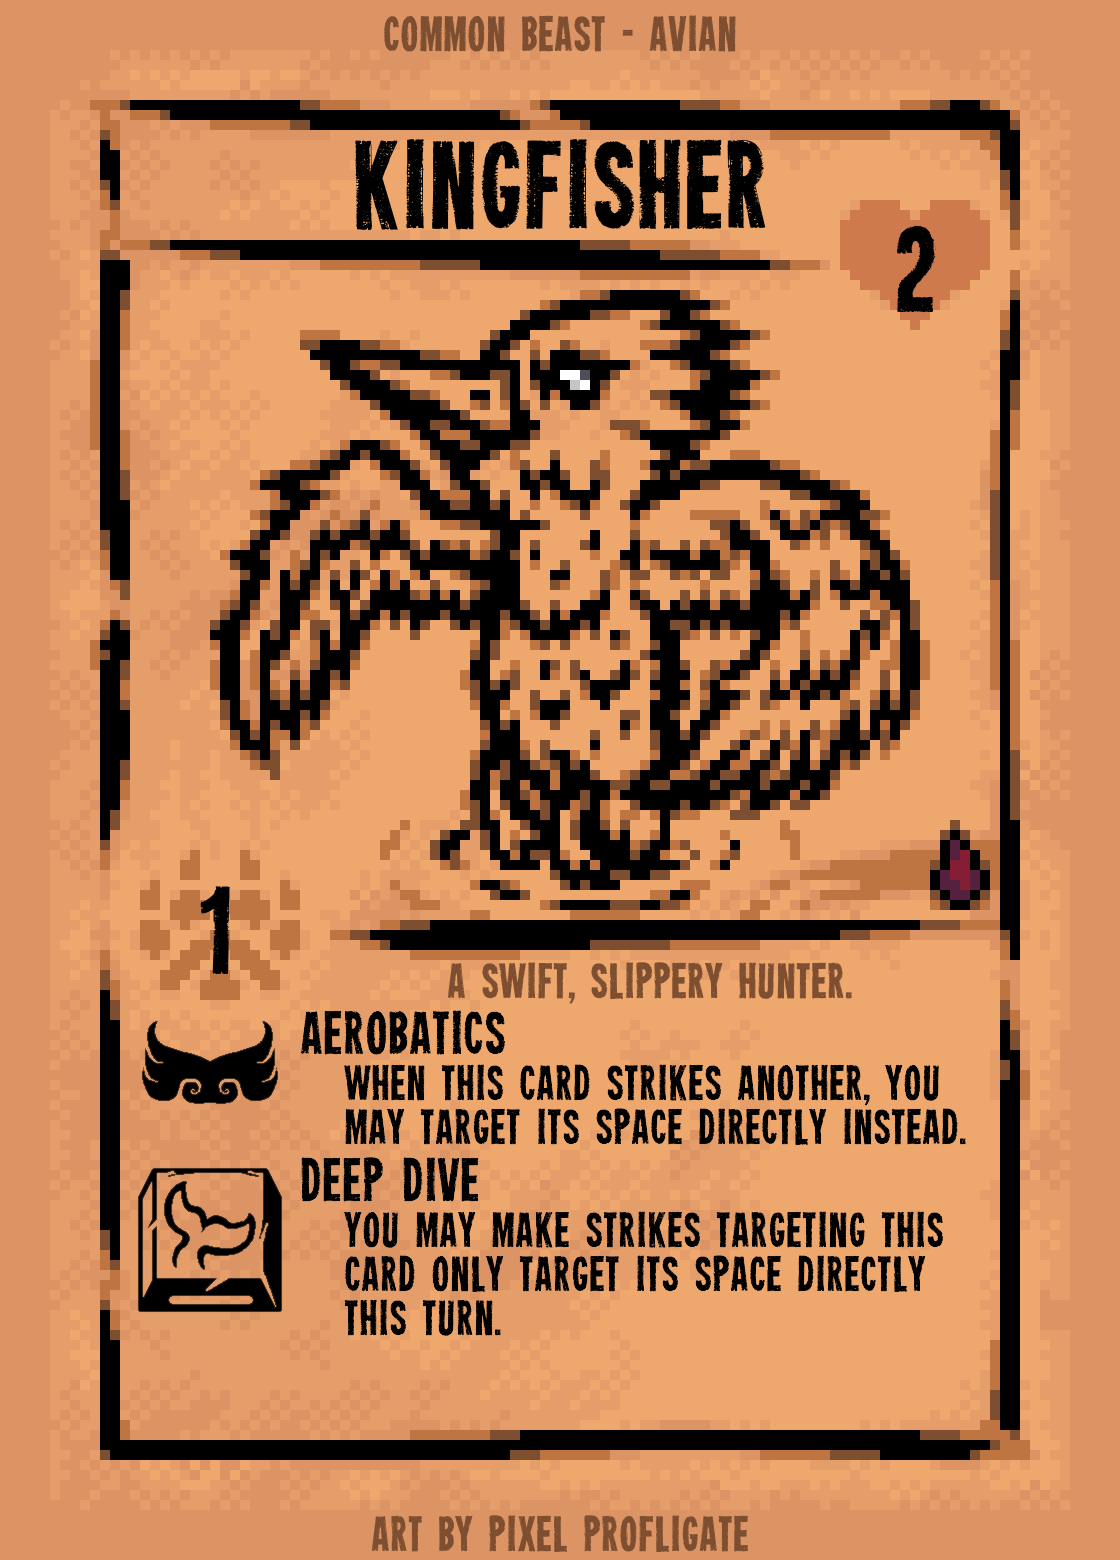 COMMON BEAST - AVIAN
KINGFISHER
2
1
A SWIFT, SLIPPERY HUNTER.
AEROBATICS
WHEN THIS CARD STRIKES ANOTHER, YOU
MAY TARGET ITS SPACE DIRECTLY INSTEAD.
DEEP DIVE
YOU MAY MAKE STRIKES TARGETING THIS
CARD ONLY TARGET ITS SPACE DIRECTLY
THIS TURN.
ART BY PIXEL PROFLIGATE